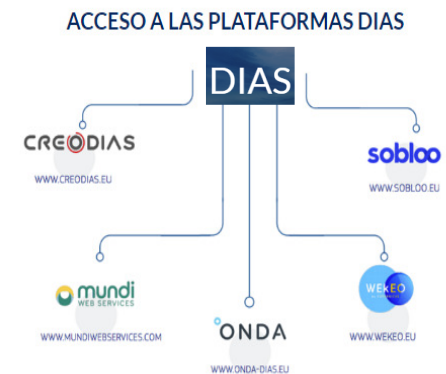 ACCESO A LAS PLATAFORMAS DIAS
DIAS
CREODIAS
WWW.CREODIAS.EU
sobloo
WWW.SOBLOO.EU
mundi
WEB SERVICES
WWW.MUNDIWEBSERVICES.COM
ONDA
WWW.ONDA-DIAS.EU
WEkEO
WWW.WEKEO.EU